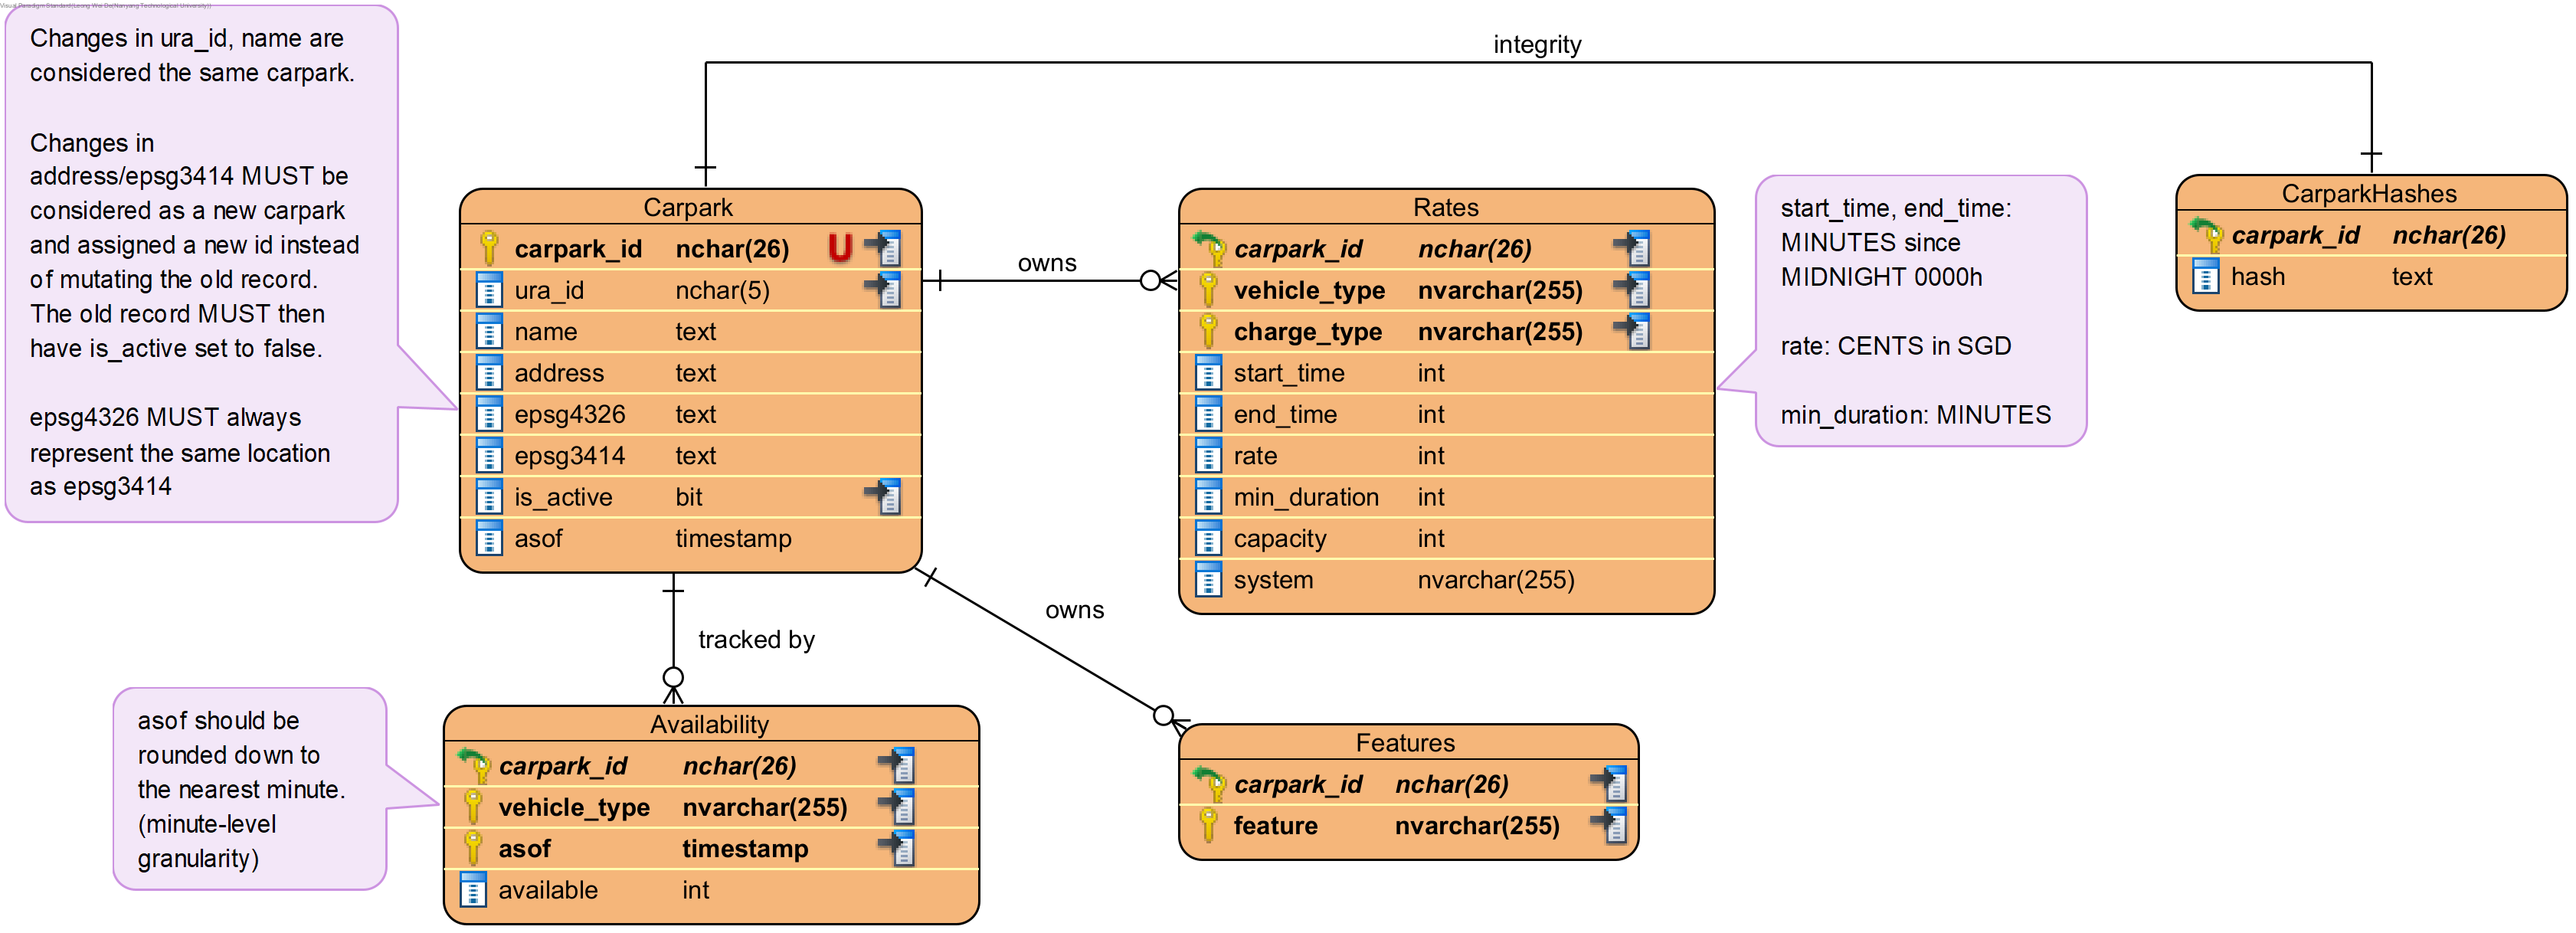 Visual Paradigm Standard(Leong Wei De(Nanyang Technological University))
Changes in ura_id, name are
considered the same carpark.
Changes in
address/epsg3414 MUST be
considered as a new carpark
and assigned a new id instead
of mutating the old record.
The old record MUST then
have is_active set to false.
epsg4326 MUST always
represent the same location
as epsg3414
integrity
Carpark
carpark_id nchar(26) U
ura_id nchar(5)
name text
address text
epsg4326 text
epsg3414 text
is_active bit
asof timestamp
owns
Rates
carpark_id nchar(26)
vehicle_type nvarchar(255)
charge_type nvarchar(255)
start_time int
end_time int
rate int
min_duration int
capacity int
system nvarchar(255)
start_time, end_time:
MINUTES since
MIDNIGHT 0000h
rate: CENTS in SGD
min_duration: MINUTES
CarparkHashes
carpark_id nchar(26)
hash text
tracked by
owns
asof should be
rounded down to
the nearest minute.
(minute-level
granularity)
Availability
carpark_id nchar(26)
vehicle_type nvarchar(255)
asof timestamp
available int
Features
carpark_id nchar(26)
feature nvarchar(255)